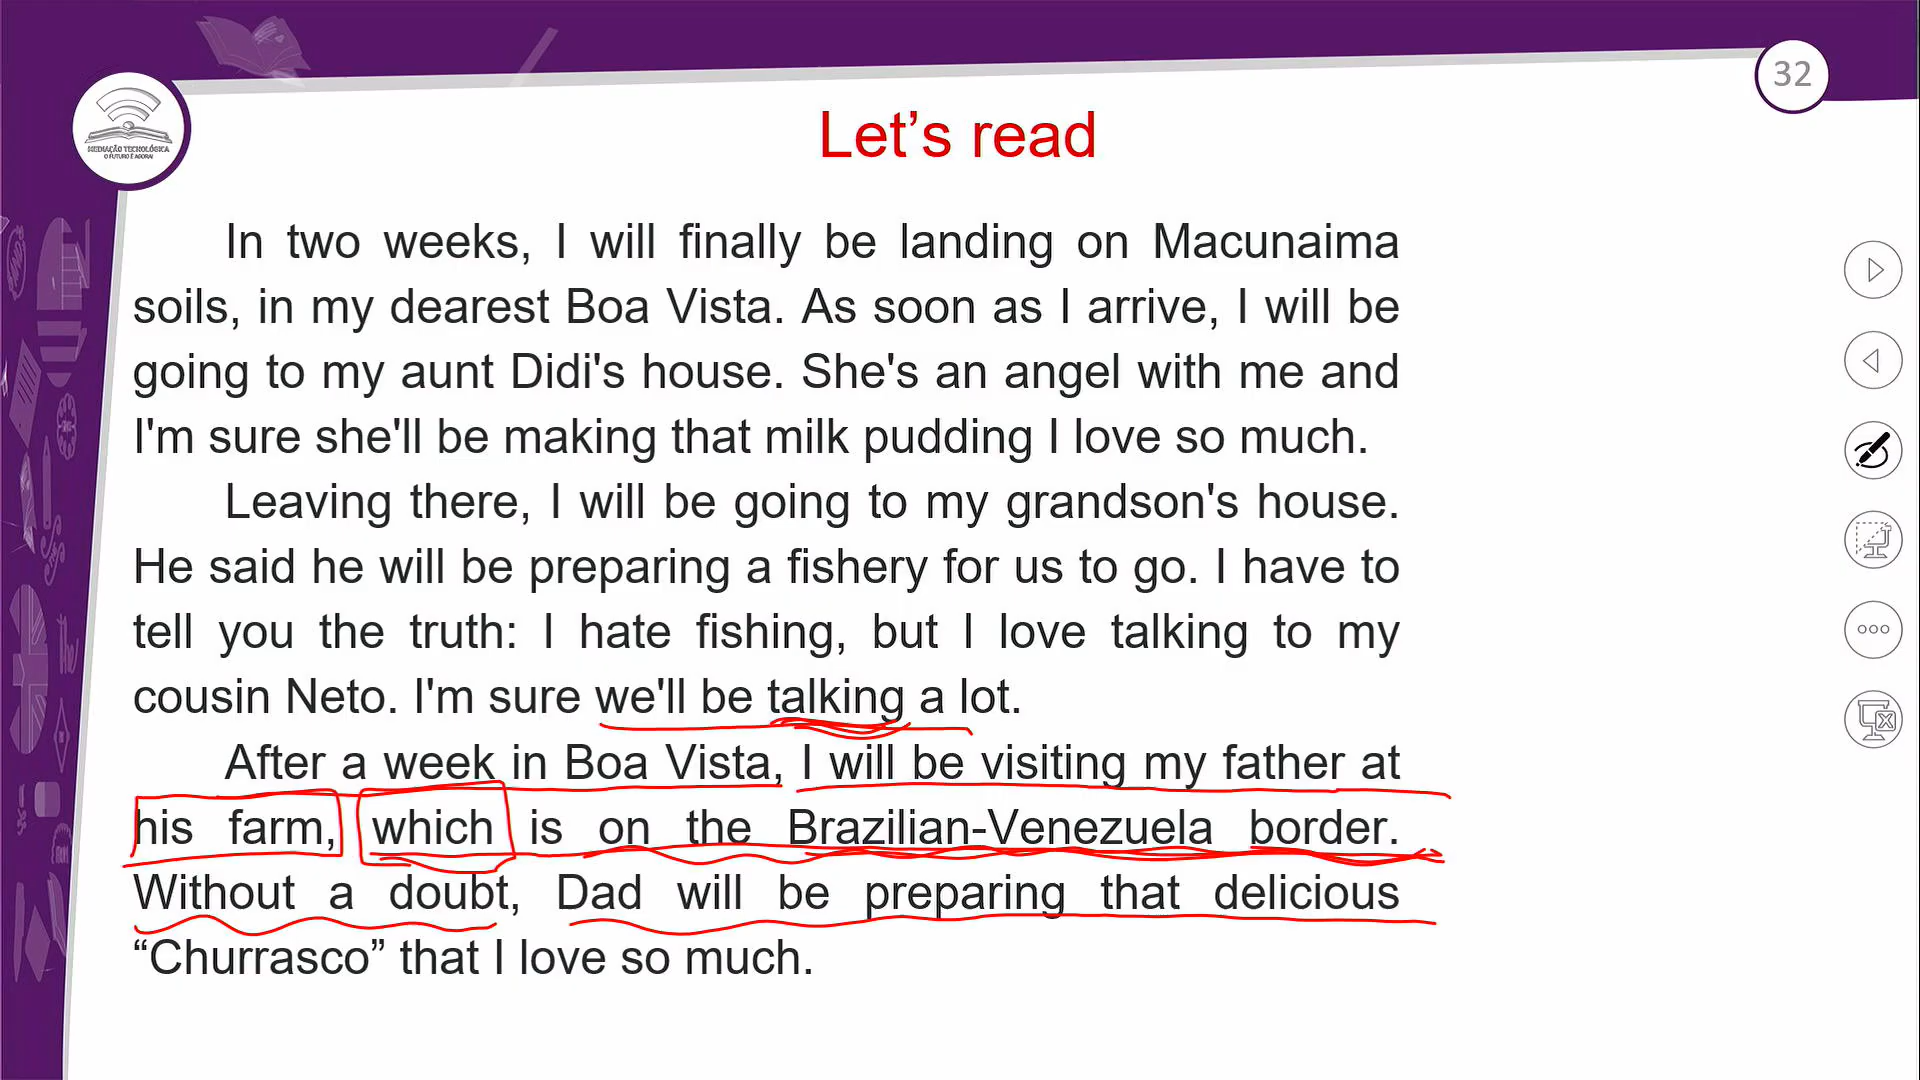 32
MEDIAÇÃO TECNOLÓGICA
O FUTURO É AGORA!
Let’s read
In two weeks, I will finally be landing on Macunaima
soils, in my dearest Boa Vista. As soon as I arrive, I will be
going to my aunt Didi's house. She's an angel with me and
I'm sure she'll be making that milk pudding I love so much.
Leaving there, I will be going to my grandson's house.
He said he will be preparing a fishery for us to go. I have to
tell you the truth: I hate fishing, but I love talking to my
cousin Neto. I'm sure we'll be talking a lot.
After a week in Boa Vista, I will be visiting my father at
his farm, which is on the Brazilian-Venezuela border.
Without a doubt, Dad will be preparing that delicious
“Churrasco” that I love so much.